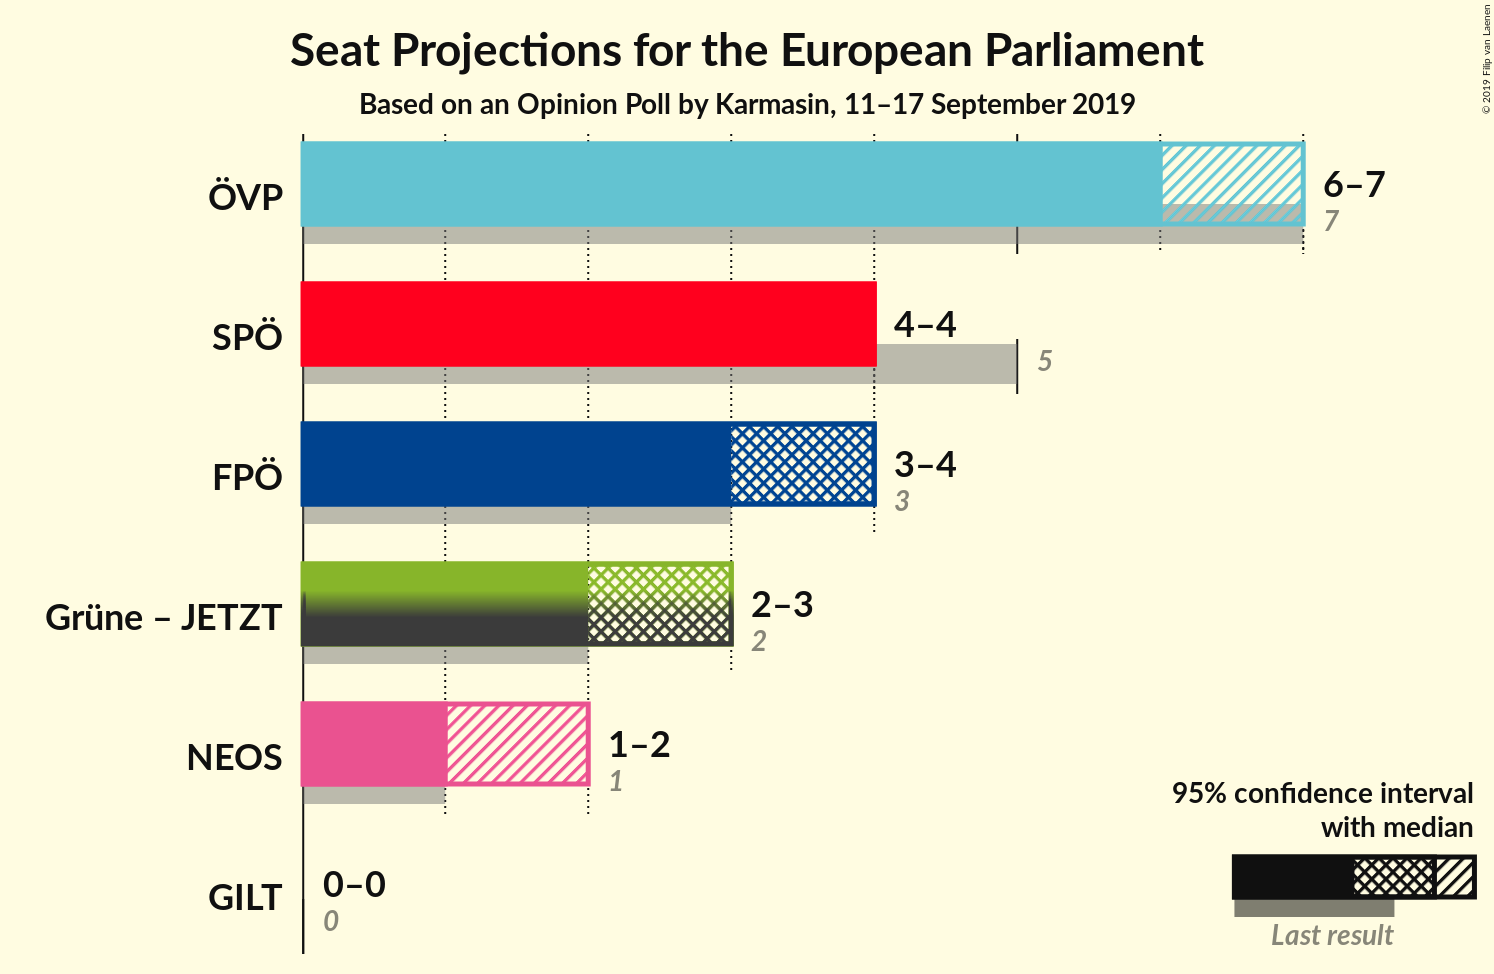 Seat Projections for the European Parliament
Based on an Opinion Poll by Karmasin, 11–17 September 2019
© 2019 Filip van Laenen
ÖVP
6–7
7
SPÖ
4–4
5
FPÖ
3–4
3
Grüne – JETZT
2–3
2
NEOS
1–2
1
GILT
0–0
0
95% confidence interval
with median
Last result